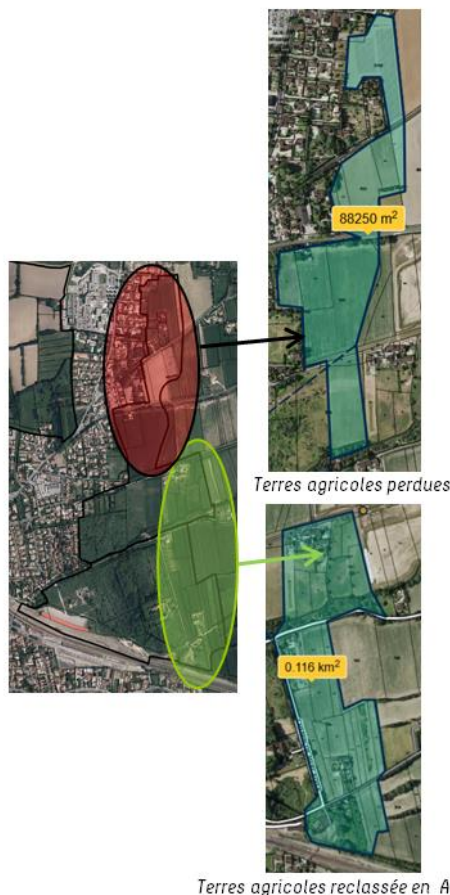 88250 m²
Terres agricoles perdues
0.116 km²
Terres agricoles reclassée en A